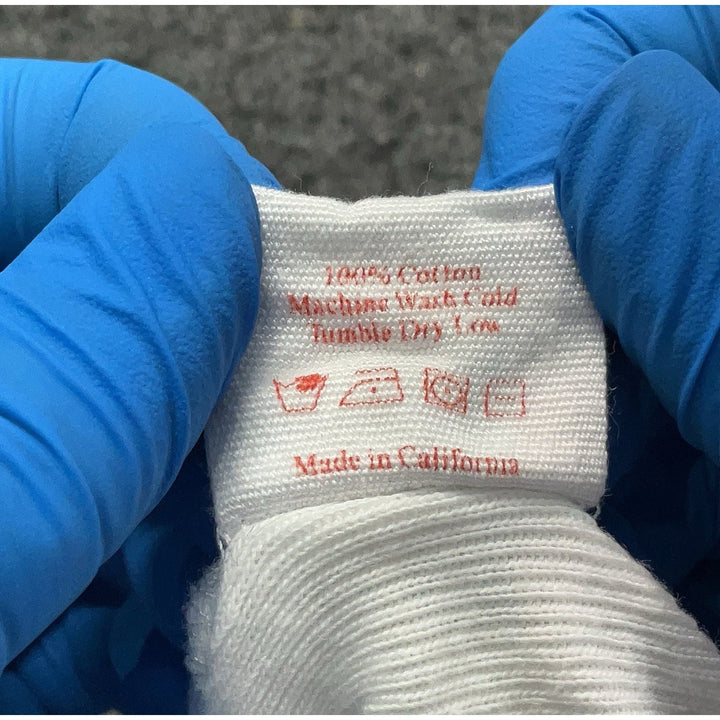 100% Cotton
Machine Wash Cold
Tumble Dry Low
Made in California